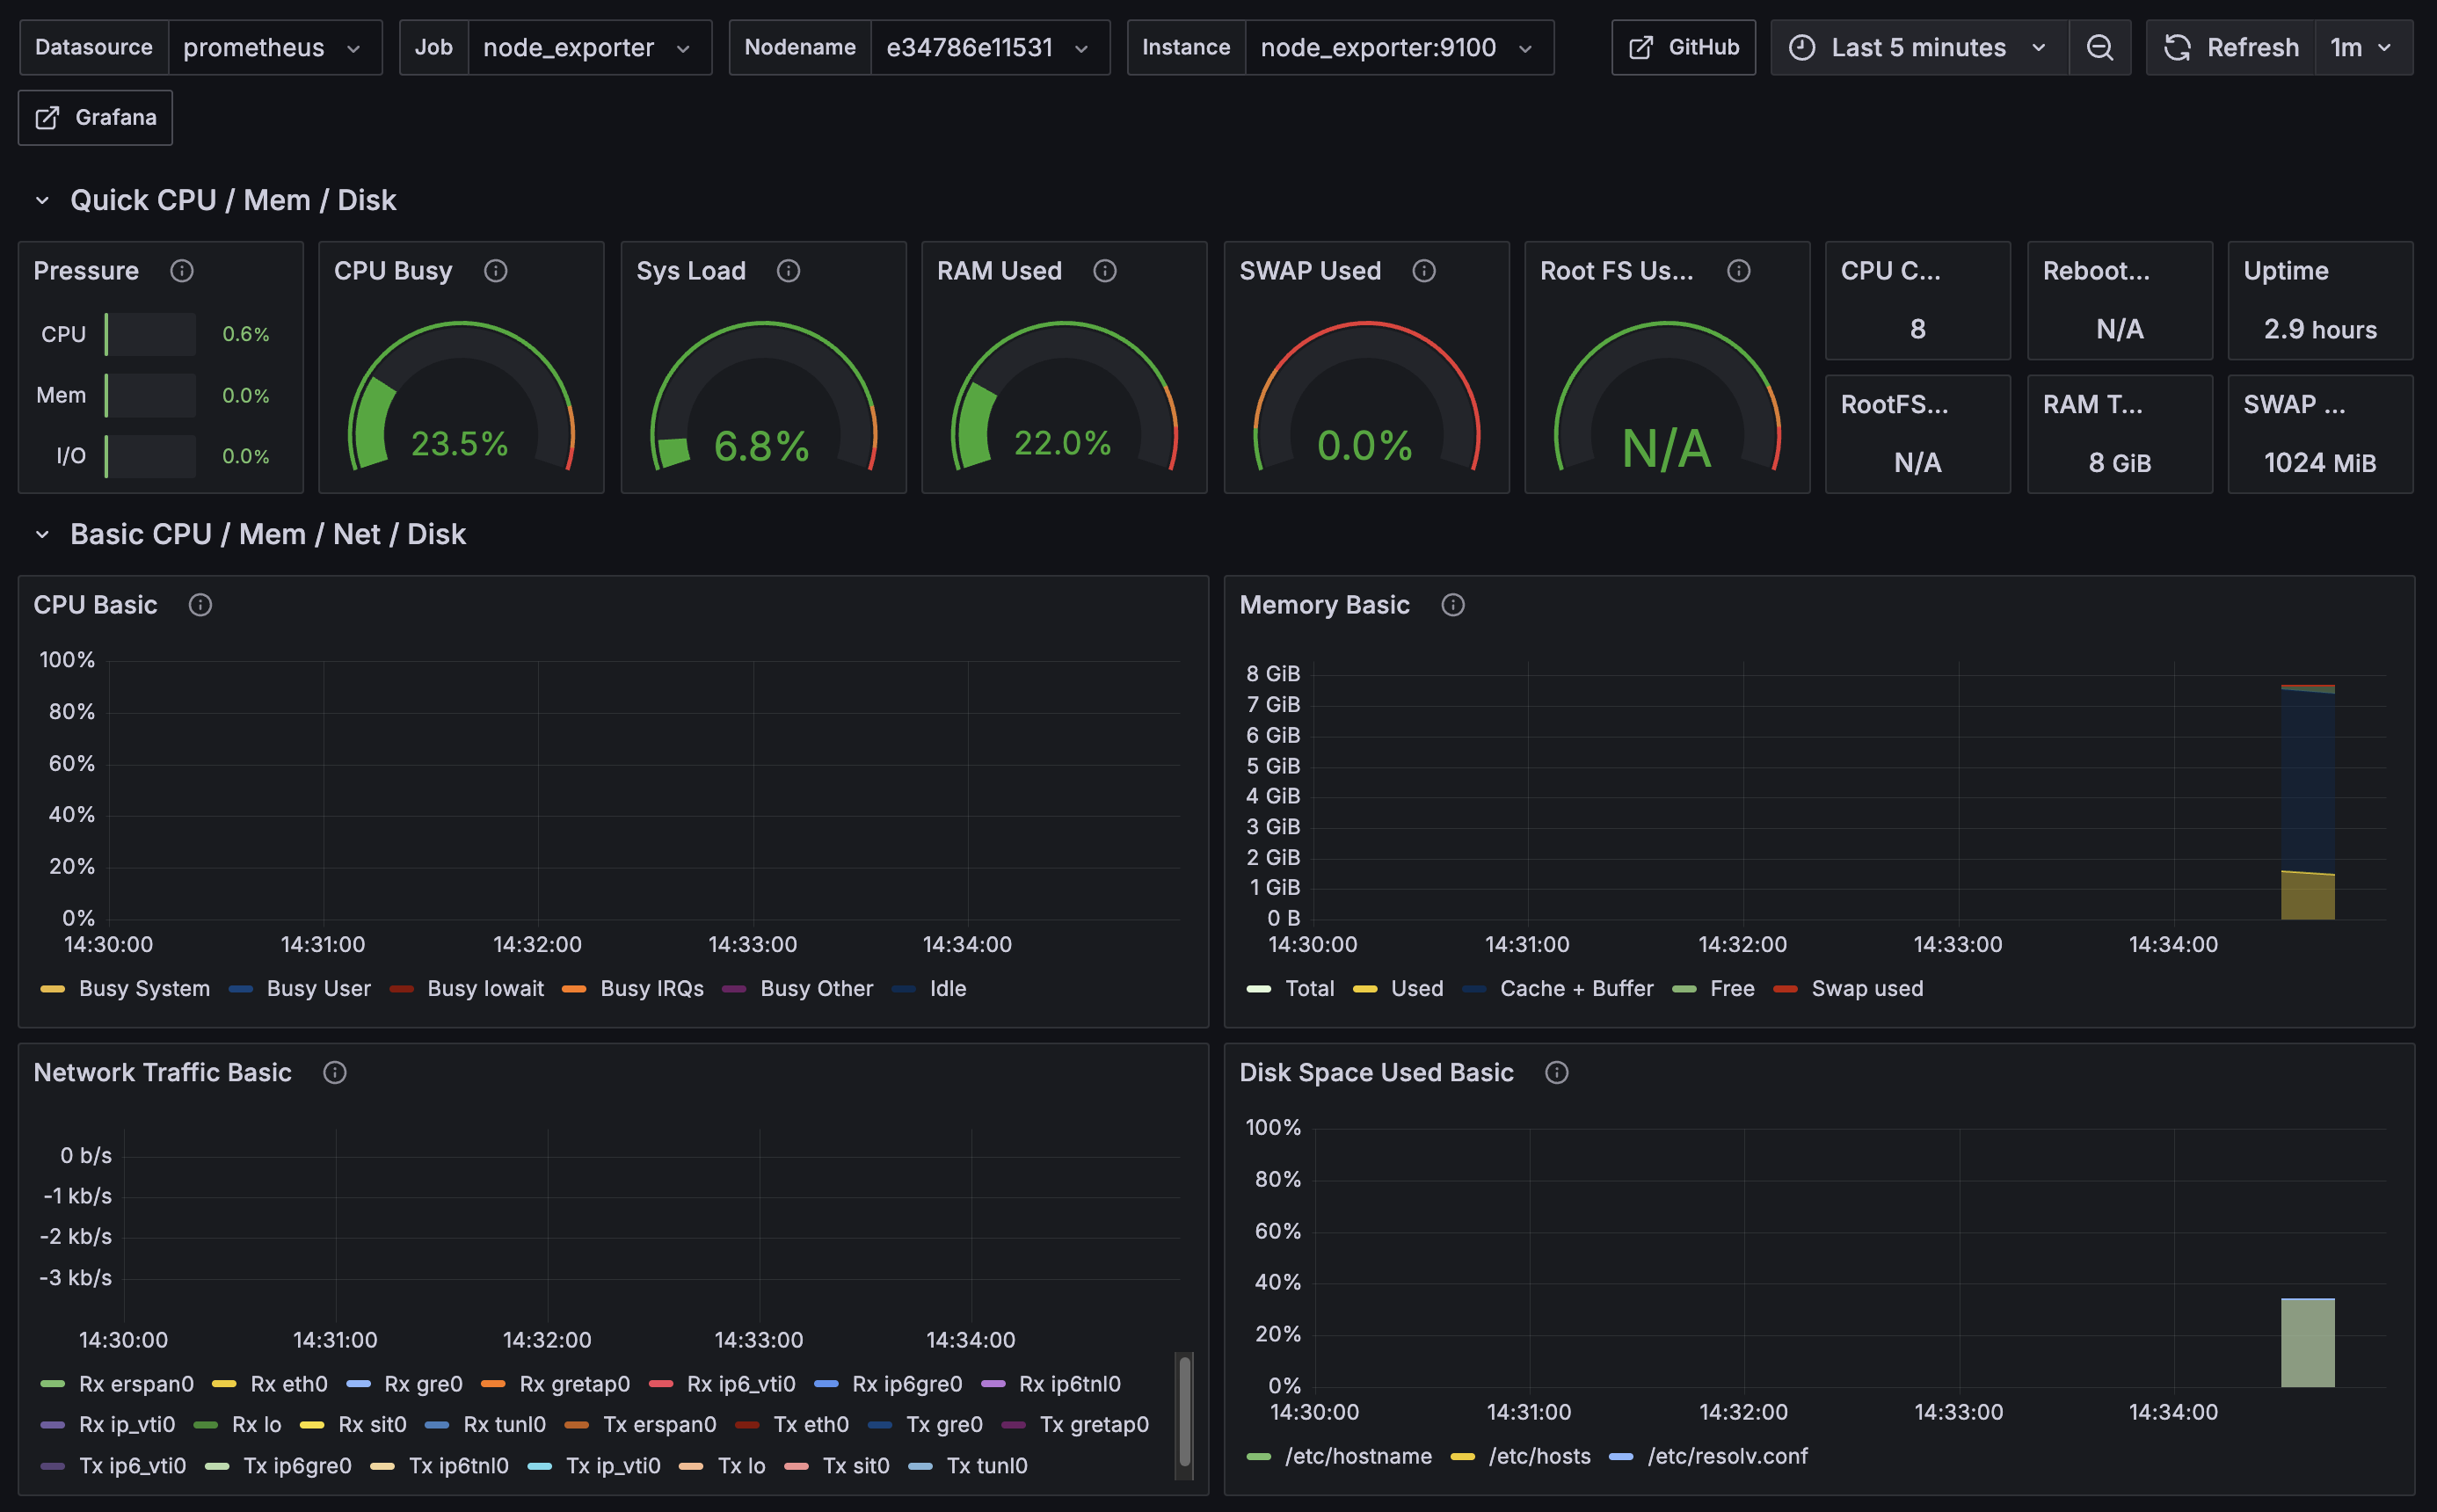 Datasource prometheus Job node_exporter Nodename e34786e11531 Instance node_exporter:9100 GitHub Last 5 minutes Refresh 1m
Grafana
Quick CPU / Mem / Disk
Pressure
CPU 0.6%
Mem 0.0%
I/O 0.0%
CPU Busy
23.5%
Sys Load
6.8%
RAM Used
22.0%
SWAP Used
0.0%
Root FS Us...
N/A
CPU C...
8
Reboot...
N/A
Uptime
2.9 hours
RootFS...
N/A
RAM T...
8 GiB
SWAP ...
1024 MiB
Basic CPU / Mem / Net / Disk
CPU Basic
100%
80%
60%
40%
20%
0%
14:30:00 14:31:00 14:32:00 14:33:00 14:34:00
Busy System Busy User Busy Iowait Busy IRQs Busy Other Idle
Memory Basic
8 GiB
7 GiB
6 GiB
5 GiB
4 GiB
3 GiB
2 GiB
1 GiB
0 B
14:30:00 14:31:00 14:32:00 14:33:00 14:34:00
Total Used Cache + Buffer Free Swap used
Network Traffic Basic
0 b/s
-1 kb/s
-2 kb/s
-3 kb/s
14:30:00 14:31:00 14:32:00 14:33:00 14:34:00
Rx erspan0 Rx eth0 Rx gre0 Rx gretap0 Rx ip6_vti0 Rx ip6gre0 Rx ip6tnl0
Rx ip_vti0 Rx lo Rx sit0 Rx tunl0 Tx erspan0 Tx eth0 Tx gre0 Tx gretap0
Tx ip6_vti0 Tx ip6gre0 Tx ip6tnl0 Tx ip_vti0 Tx lo Tx sit0 Tx tunl0
Disk Space Used Basic
100%
80%
60%
40%
20%
0%
14:30:00 14:31:00 14:32:00 14:33:00 14:34:00
/etc/hostname /etc/hosts /etc/resolv.conf